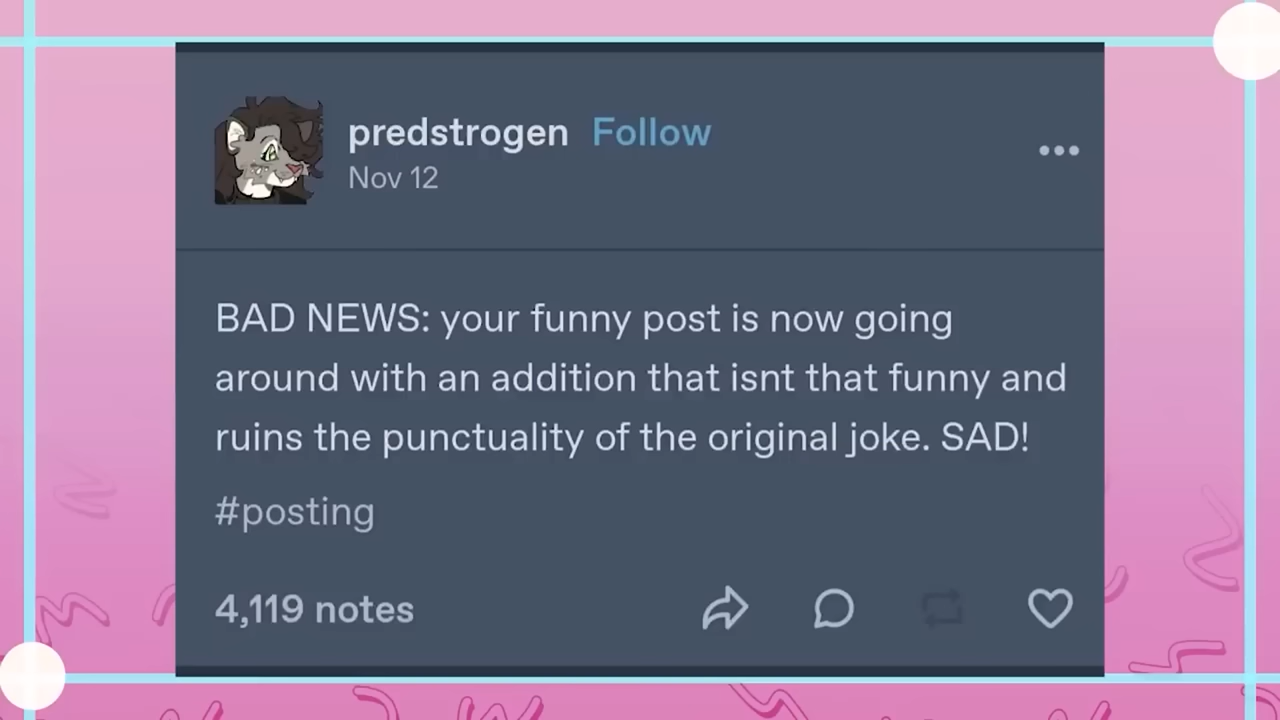 predstrogen Follow
Nov 12
BAD NEWS: your funny post is now going
around with an addition that isnt that funny and
ruins the punctuality of the original joke. SAD!
#posting
4,119 notes